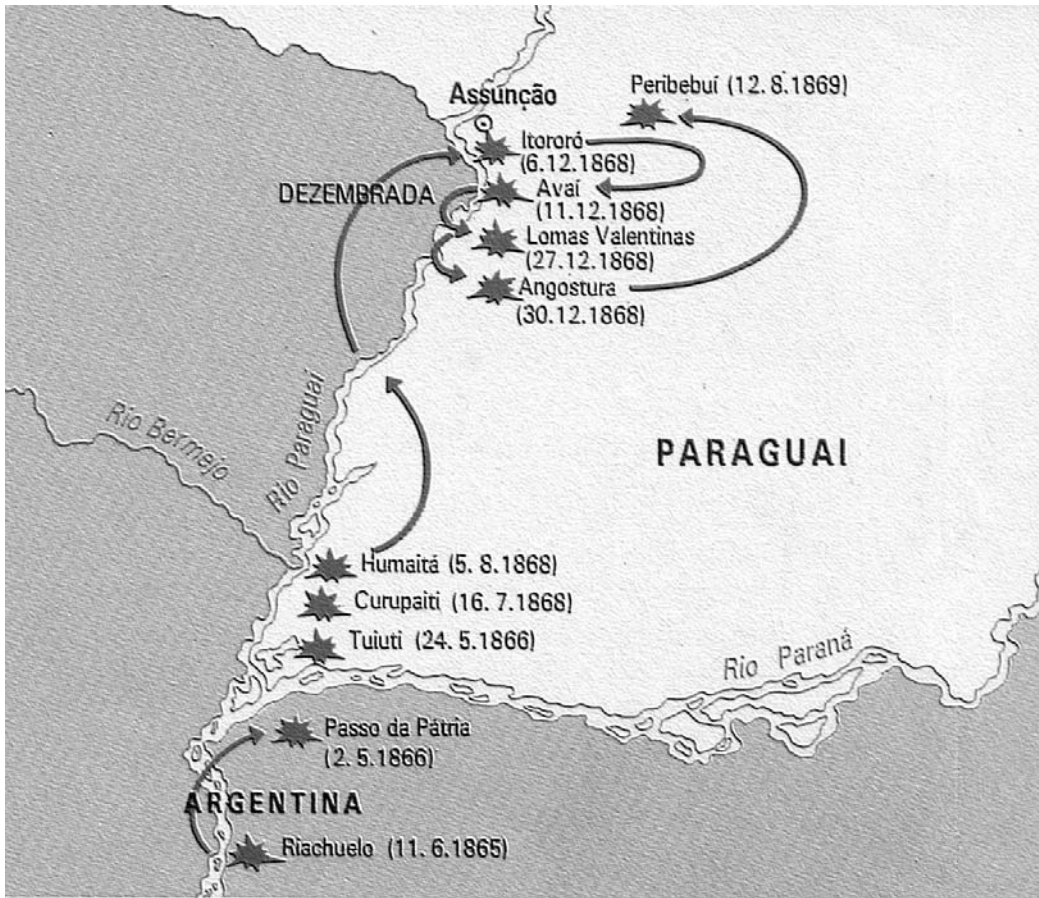 Peribebuí (12.8.1869)
Assunção
Itororó
(6.12.1868)
DEZEMBRADA
Avaí
(11.12.1868)
Lomas Valentinas
(27.12.1868)
Angostura
(30.12.1868)
Rio Paraguai
Rio Bermejo
PARAGUAI
Humaitá (5. 8.1868)
Curupaiti (16. 7.1868)
Tuiuti (24. 5.1866)
Rio Paraná
Passo da Pátria
(2. 5.1866)
ARGENTINA
Riachuelo (11. 6.1865)